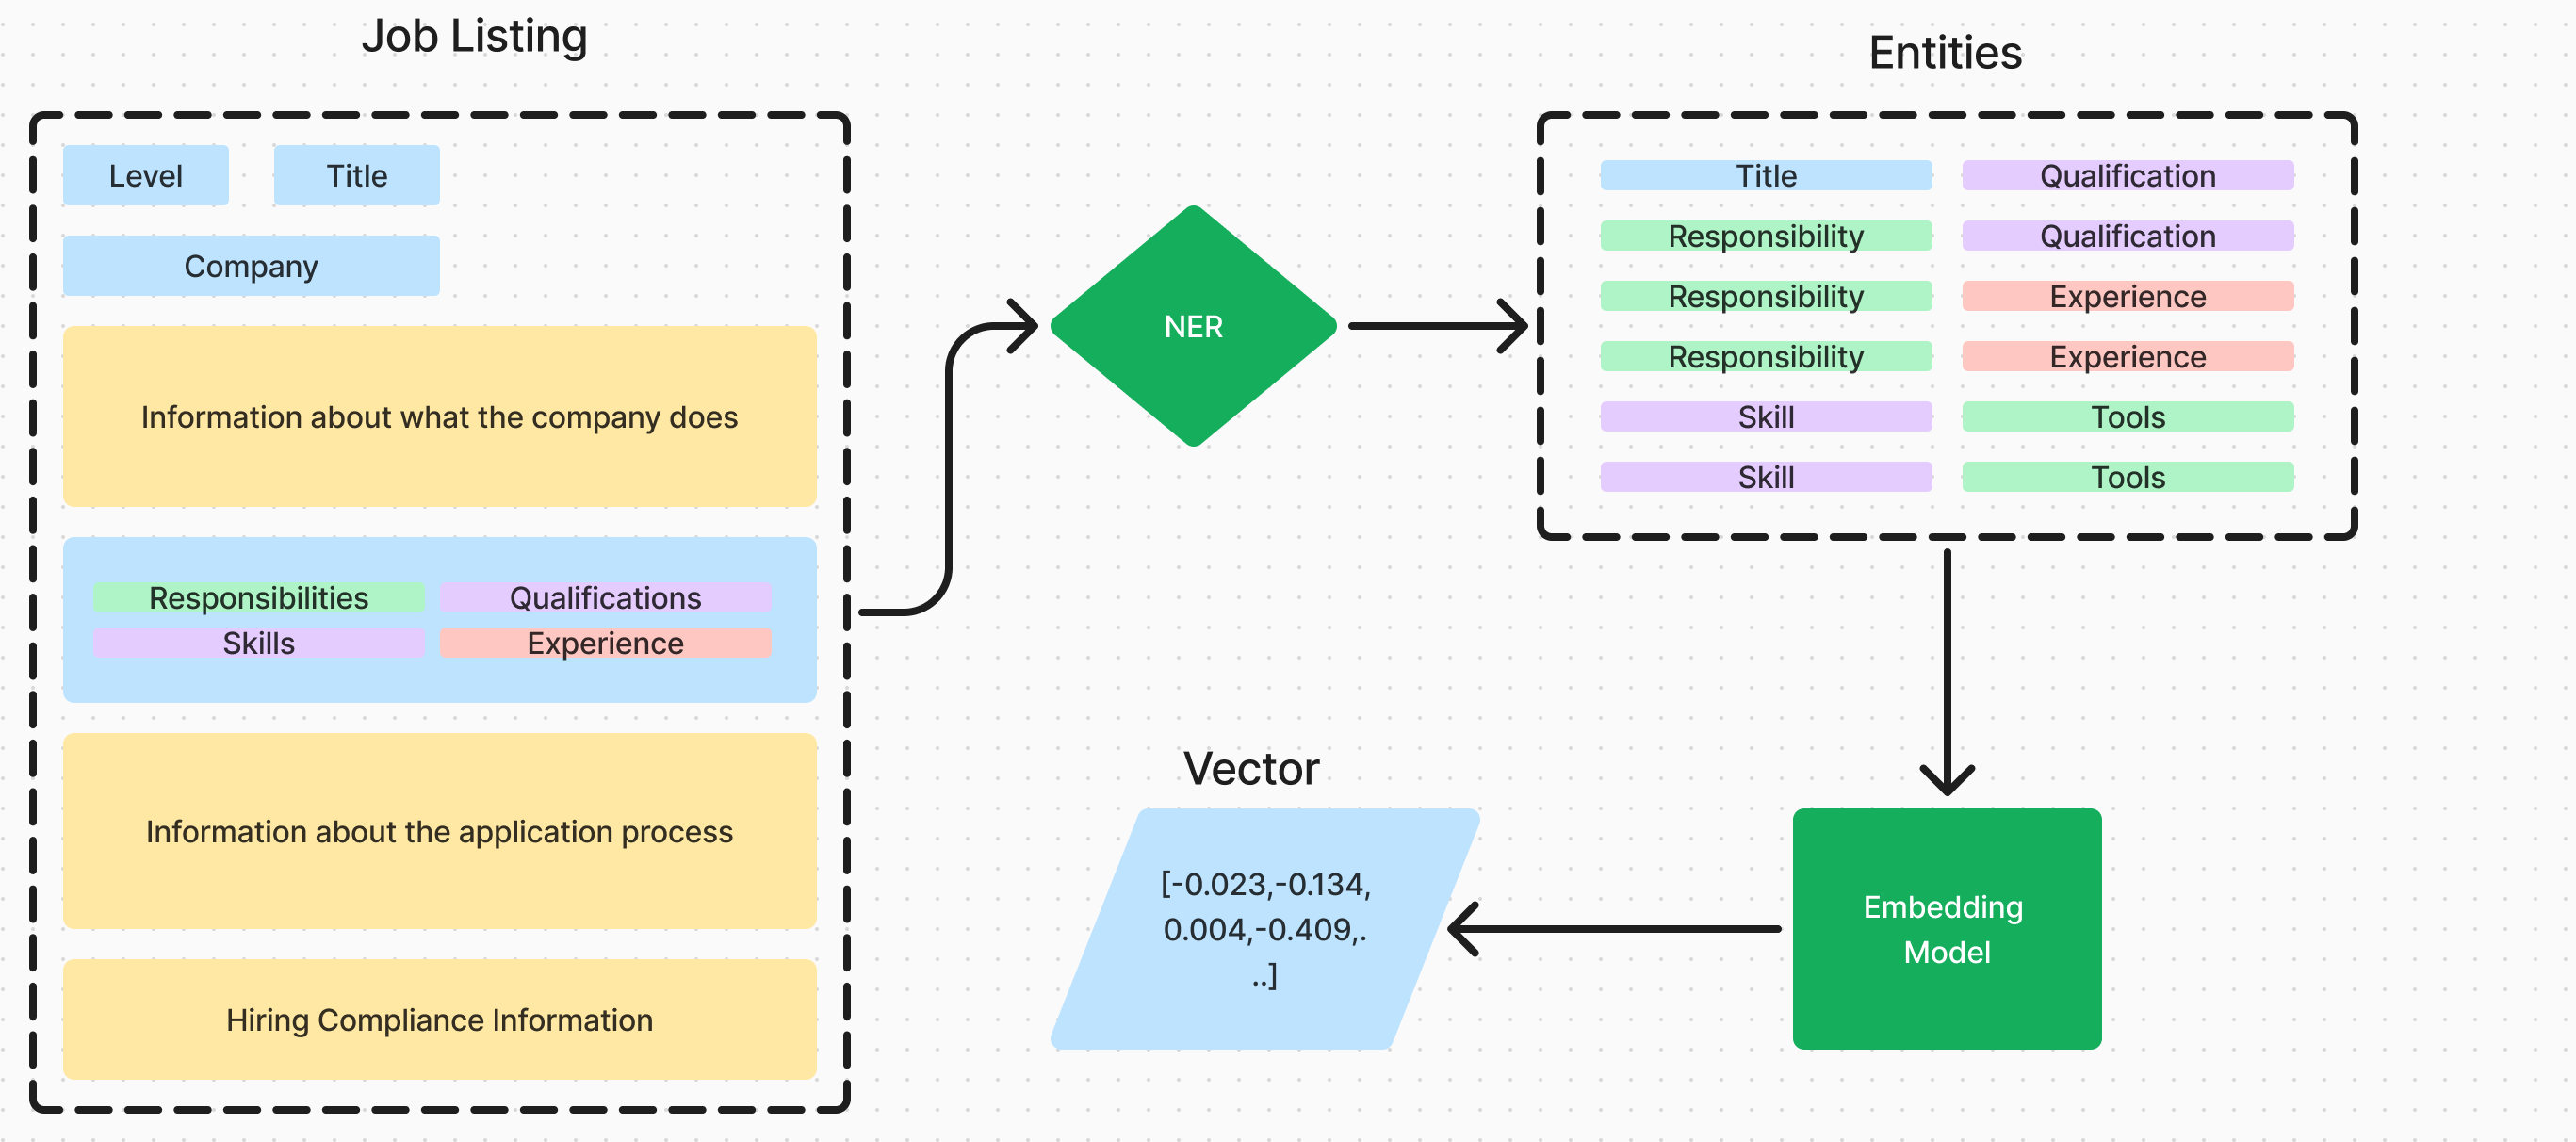 Job Listing
Level
Title
Company
Information about what the company does
Responsibilities
Qualifications
Skills
Experience
Information about the application process
Hiring Compliance Information
NER
Entities
Title
Qualification
Responsibility
Qualification
Responsibility
Experience
Responsibility
Experience
Skill
Tools
Skill
Tools
Embedding
Model
Vector
[-0.023,-0.134,
0.004,-0.409,.
..]